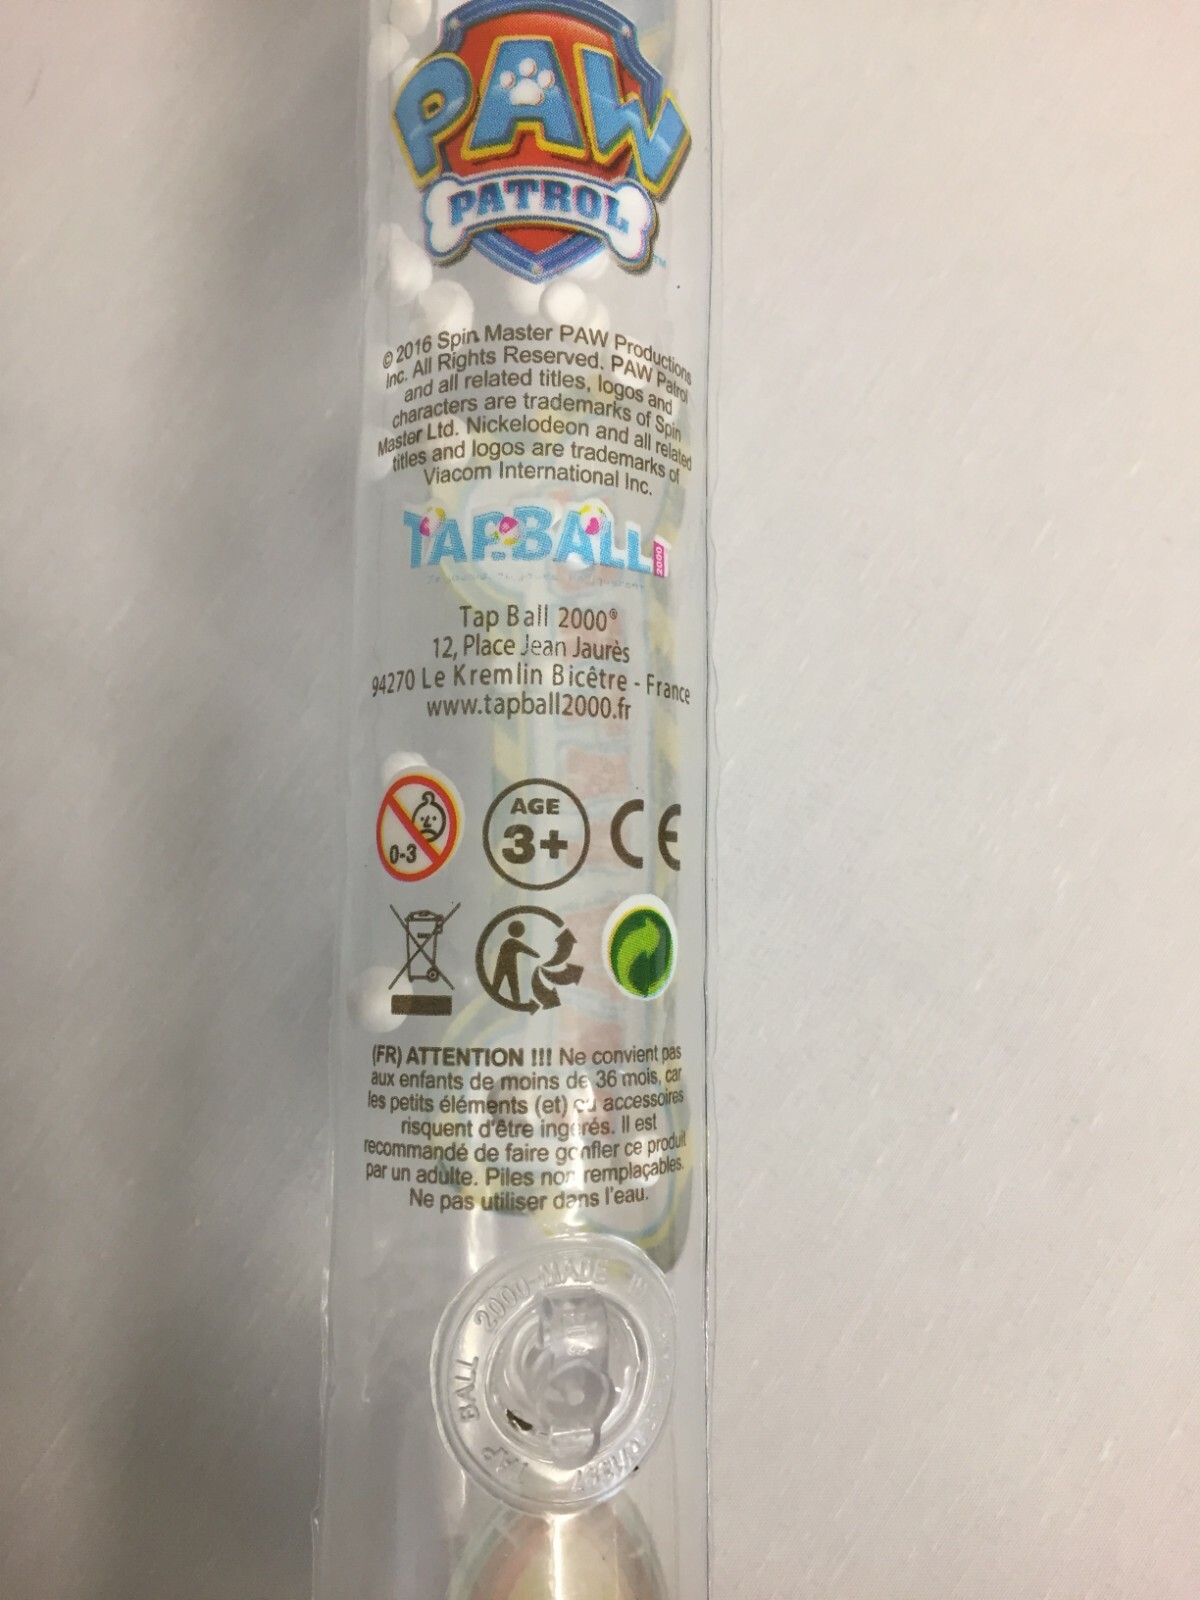 PAW
PATROL
TM
© 2016 Spin Master PAW Productions
Inc. All Rights Reserved. PAW Patrol
and all related titles, logos and
characters are trademarks of Spin
Master Ltd. Nickelodeon and all related
titles and logos are trademarks of
Viacom International Inc.
TAP BALL 2000
Tap Ball 2000®
12, Place Jean Jaurès
94270 Le Kremlin Bicêtre - France
www.tapball2000.fr
0-3
AGE
3+
CE
(FR) ATTENTION !!! Ne convient pas
aux enfants de moins de 36 mois, car
les petits éléments (et) ou accessoires
risquent d'être ingérés. Il est
recommandé de faire gonfler ce produit
par un adulte. Piles non remplaçables.
Ne pas utiliser dans l'eau.
TAP BALL 2000-MADE IN